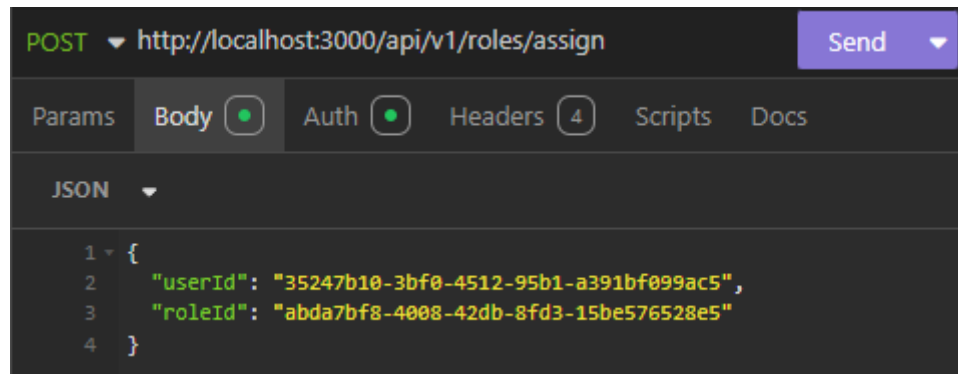 POST http://localhost:3000/api/v1/roles/assign Send
Params Body Auth Headers 4 Scripts Docs
JSON
1 {
2 "userId": "35247b10-3bf0-4512-95b1-a391bf099ac5",
3 "roleId": "abda7bf8-4008-42db-8fd3-15be576528e5"
4 }